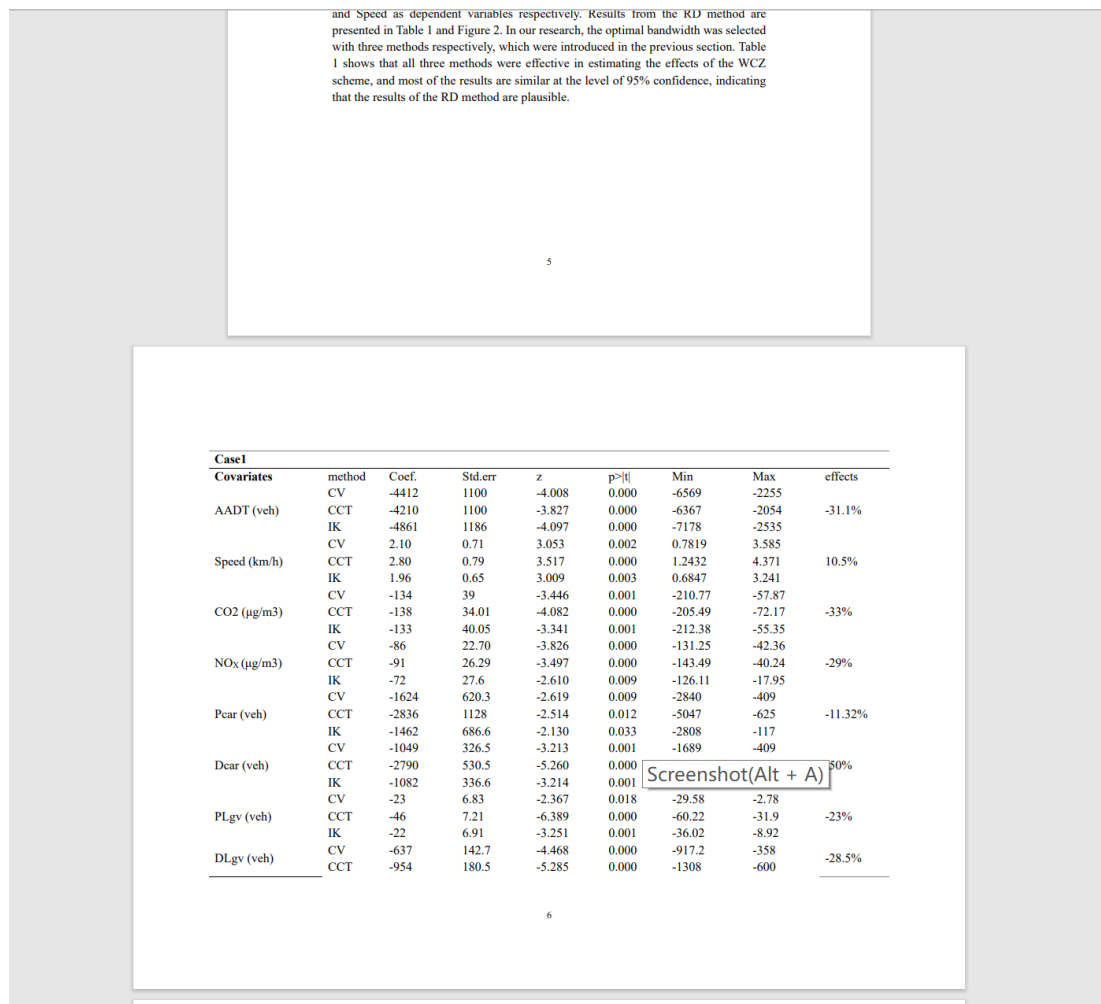 and Speed as dependent variables respectively. Results from the RD method are
presented in Table 1 and Figure 2. In our research, the optimal bandwidth was selected
with three methods respectively, which were introduced in the previous section. Table
1 shows that all three methods were effective in estimating the effects of the WCZ
scheme, and most of the results are similar at the level of 95% confidence, indicating
that the results of the RD method are plausible.
5
Case1
Covariates method Coef. Std.err z p>|t| Min Max effects
CV -4412 1100 -4.008 0.000 -6569 -2255
AADT (veh) CCT -4210 1100 -3.827 0.000 -6367 -2054 -31.1%
IK -4861 1186 -4.097 0.000 -7178 -2535
CV 2.10 0.71 3.053 0.002 0.7819 3.585
Speed (km/h) CCT 2.80 0.79 3.517 0.000 1.2432 4.371 10.5%
IK 1.96 0.65 3.009 0.003 0.6847 3.241
CV -134 39 -3.446 0.001 -210.77 -57.87
CO2 (μg/m3) CCT -138 34.01 -4.082 0.000 -205.49 -72.17 -33%
IK -133 40.05 -3.341 0.001 -212.38 -55.35
CV -86 22.70 -3.826 0.000 -131.25 -42.36
NOx (μg/m3) CCT -91 26.29 -3.497 0.000 -143.49 -40.24 -29%
IK -72 27.6 -2.610 0.009 -126.11 -17.95
CV -1624 620.3 -2.619 0.009 -2840 -409
Pcar (veh) CCT -2836 1128 -2.514 0.012 -5047 -625 -11.32%
IK -1462 686.6 -2.130 0.033 -2808 -117
CV -1049 326.5 -3.213 0.001 -1689 -409
Dcar (veh) CCT -2790 530.5 -5.260 0.000 50%
Screenshot(Alt + A)
IK -1082 336.6 -3.214 0.001
CV -23 6.83 -2.367 0.018 -29.58 -2.78
PLgv (veh) CCT -46 7.21 -6.389 0.000 -60.22 -31.9 -23%
IK -22 6.91 -3.251 0.001 -36.02 -8.92
CV -637 142.7 -4.468 0.000 -917.2 -358
DLgv (veh) -28.5%
CCT -954 180.5 -5.285 0.000 -1308 -600
6